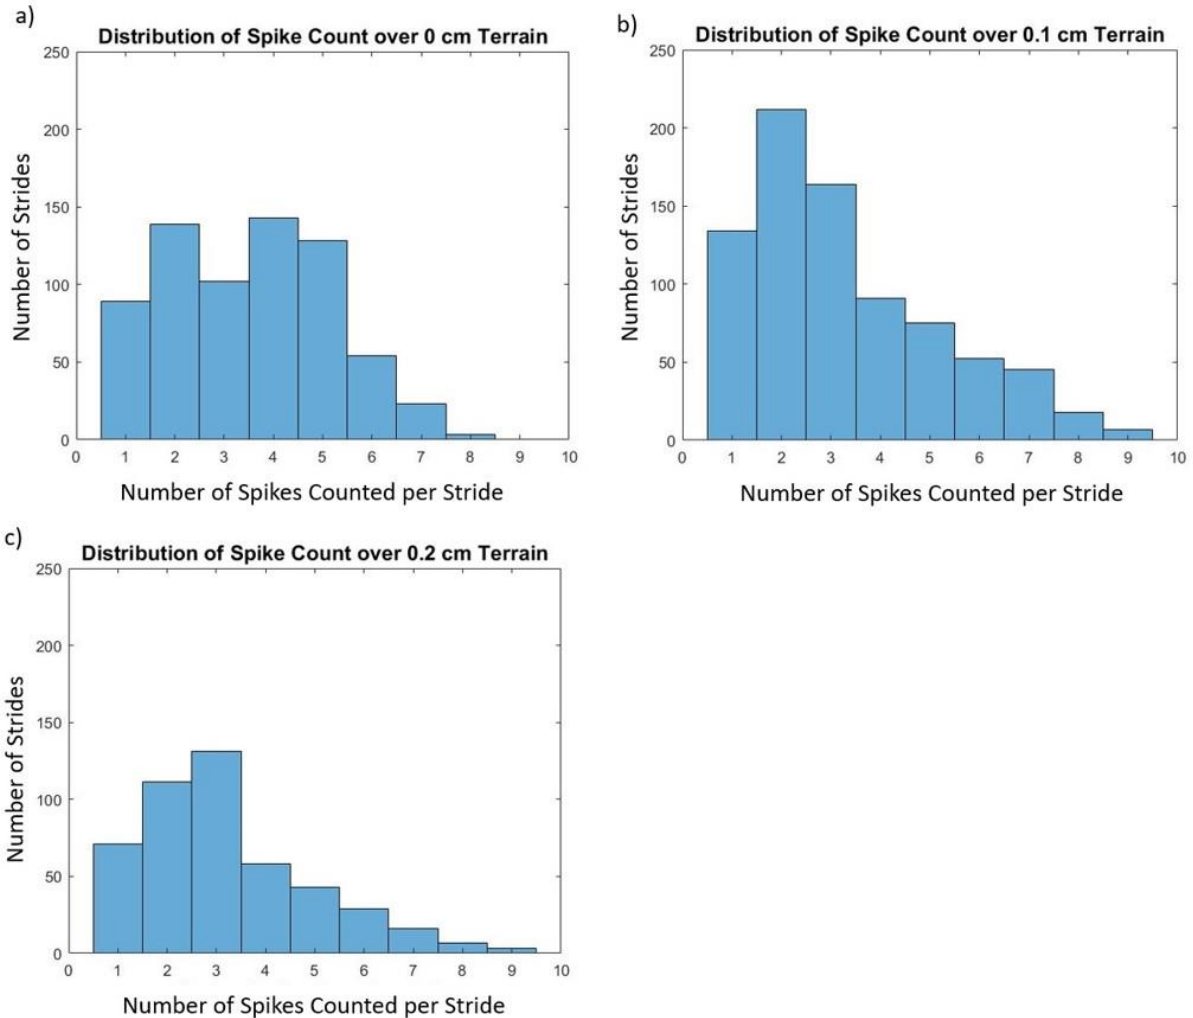 a)
Distribution of Spike Count over 0 cm Terrain
250
200
150
100
50
0
Number of Strides
0 1 2 3 4 5 6 7 8 9 10
Number of Spikes Counted per Stride
b)
Distribution of Spike Count over 0.1 cm Terrain
250
200
150
100
50
0
Number of Strides
0 1 2 3 4 5 6 7 8 9 10
Number of Spikes Counted per Stride
c)
Distribution of Spike Count over 0.2 cm Terrain
250
200
150
100
50
0
Number of Strides
0 1 2 3 4 5 6 7 8 9 10
Number of Spikes Counted per Stride